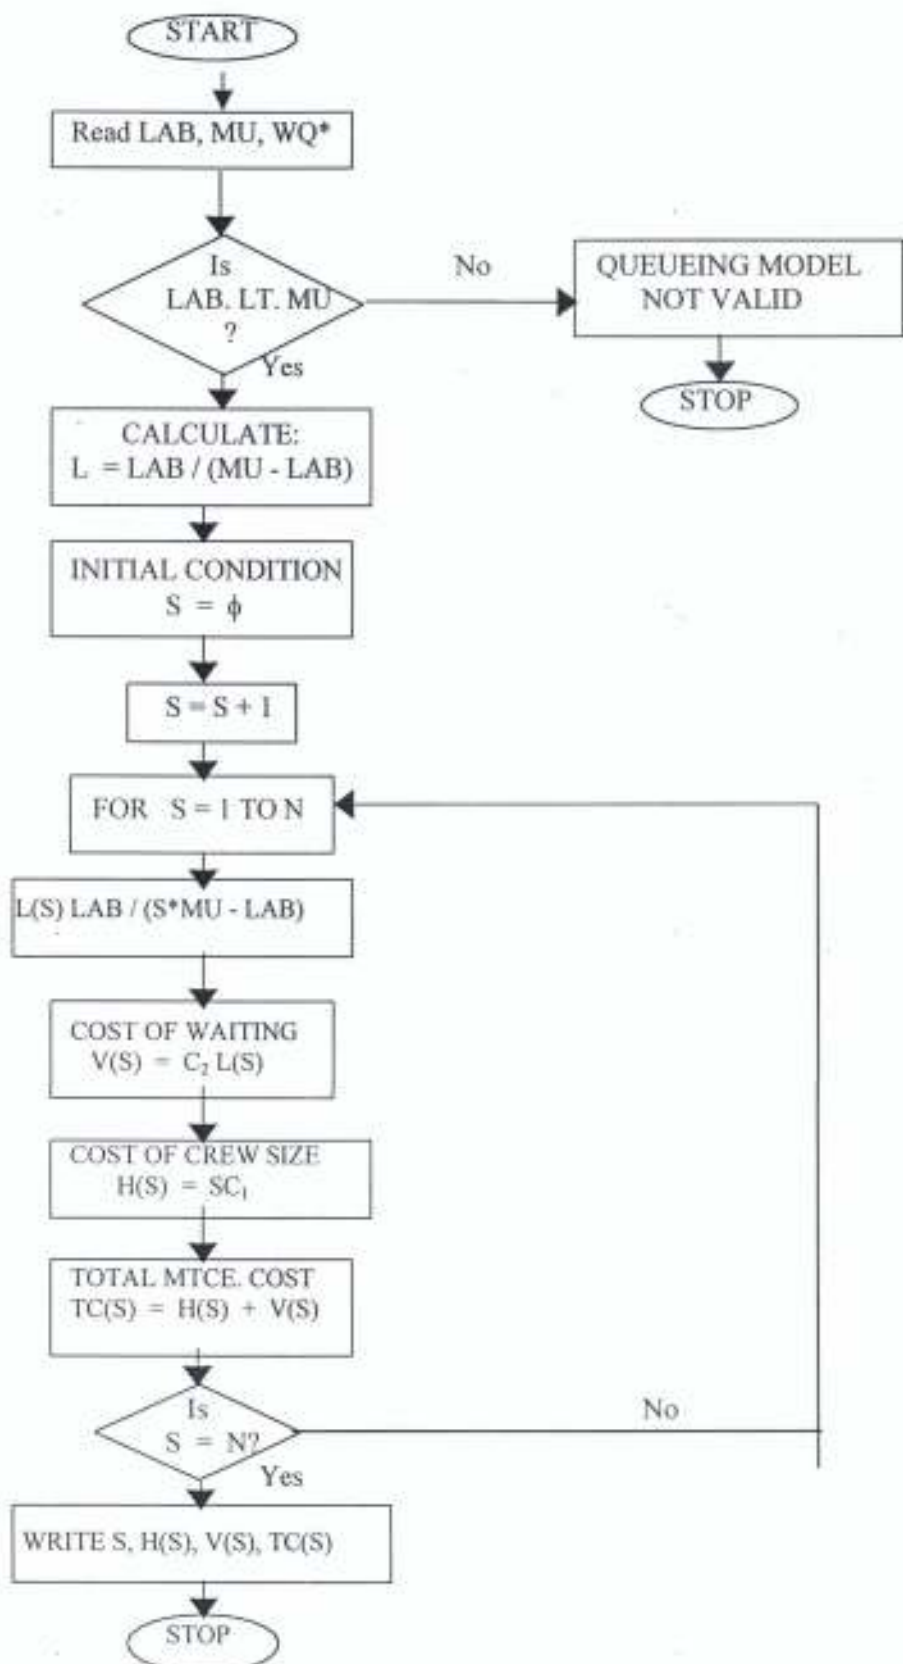 START
Read LAB, MU, WQ*
Is
LAB. LT. MU
?
No
QUEUEING MODEL
NOT VALID
STOP
Yes
CALCULATE:
L = LAB / (MU - LAB)
INITIAL CONDITION
S = ϕ
S = S + 1
FOR S = 1 TO N
L(S) LAB / (S*MU - LAB)
COST OF WAITING
V(S) = C₂ L(S)
COST OF CREW SIZE
H(S) = SC₁
TOTAL MTCE. COST
TC(S) = H(S) + V(S)
Is
S = N?
No
Yes
WRITE S, H(S), V(S), TC(S)
STOP